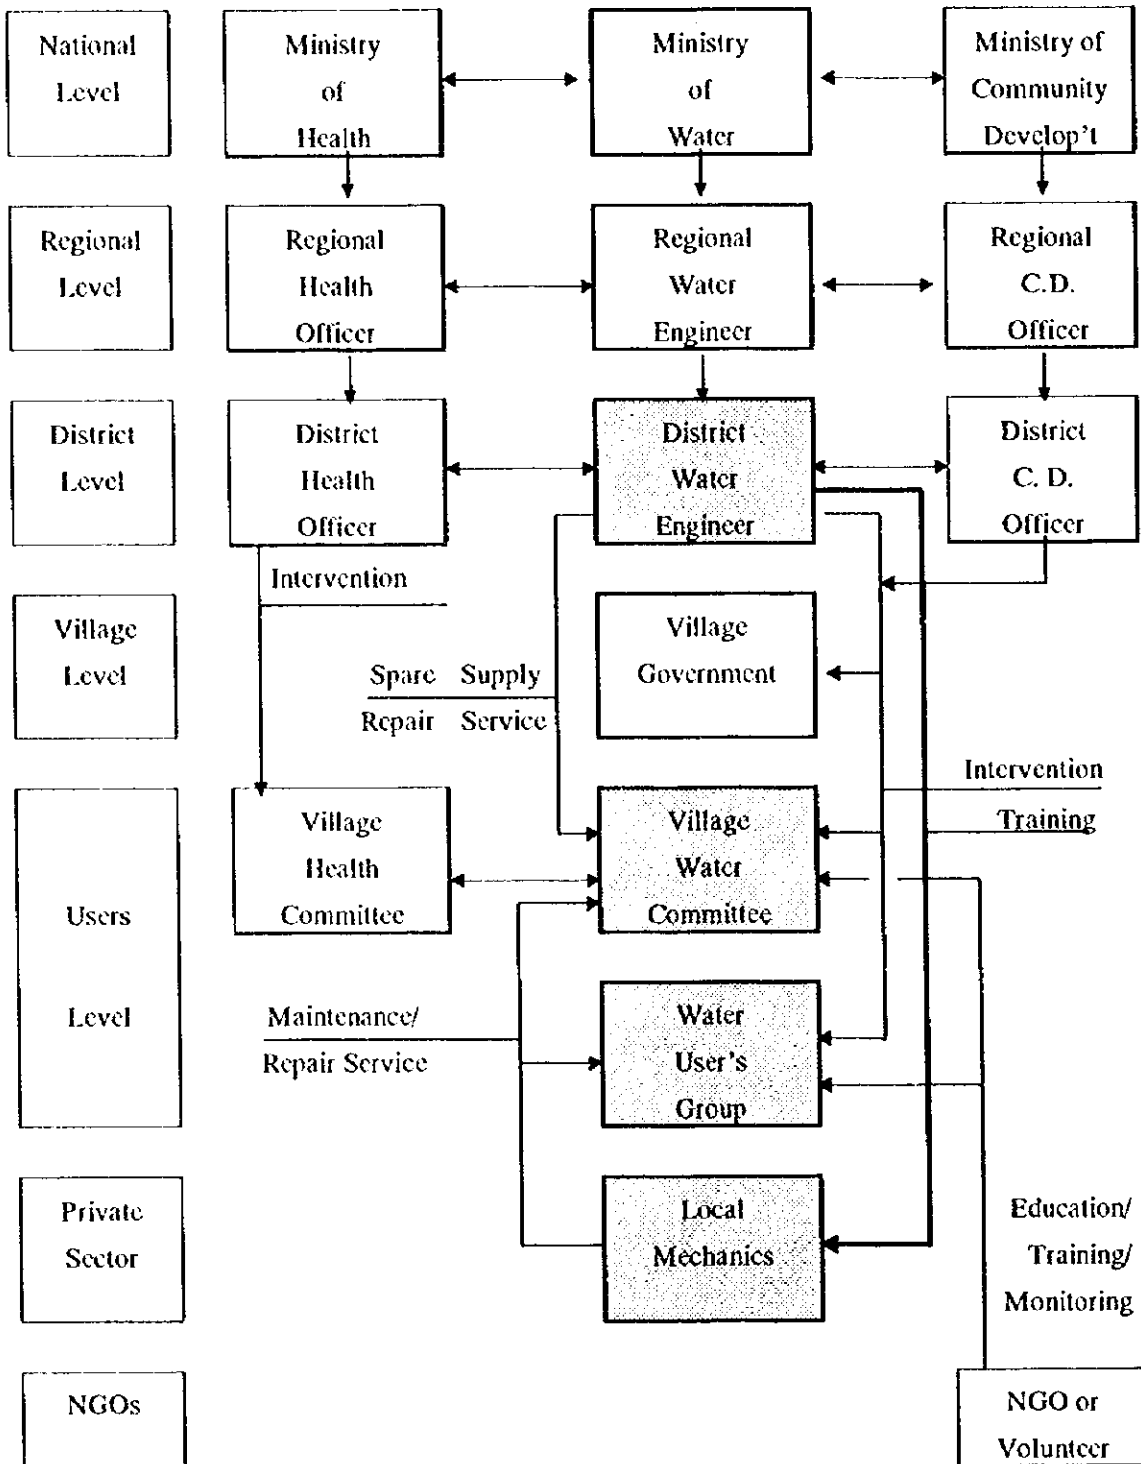 National
Level
Ministry
of
Health
Ministry
of
Water
Ministry of
Community
Develop't
Regional
Level
Regional
Health
Officer
Regional
Water
Engineer
Regional
C.D.
Officer
District
Level
District
Health
Officer
District
Water
Engineer
District
C. D.
Officer
Intervention
Village
Level
Village
Government
Spare Supply
Repair Service
Intervention
Training
Users
Level
Village
Health
Committee
Village
Water
Committee
Maintenance/
Repair Service
Water
User's
Group
Private
Sector
Local
Mechanics
Education/
Training/
Monitoring
NGOs
NGO or
Volunteer